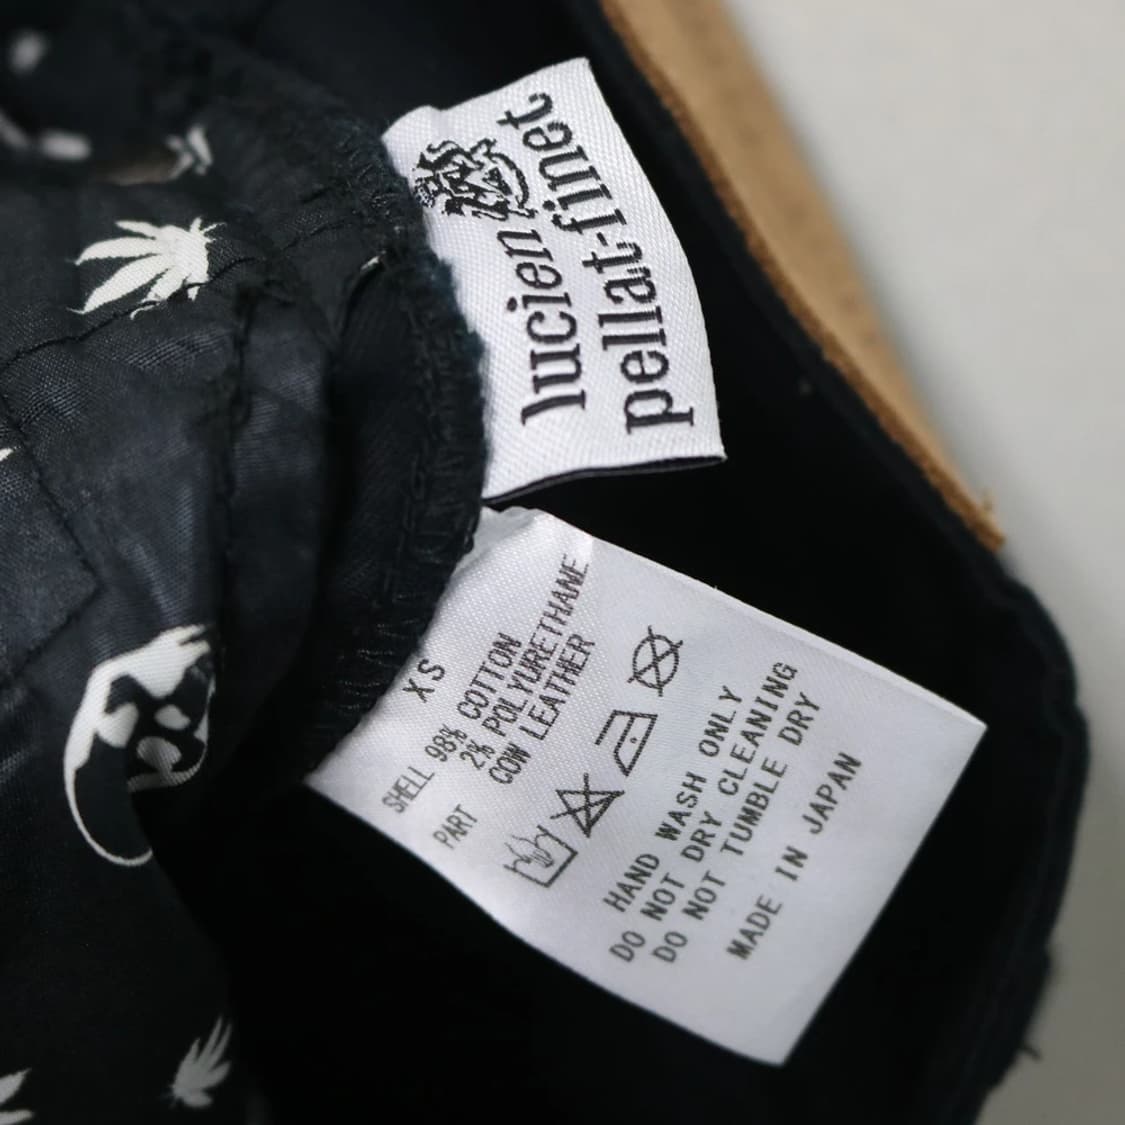 lucien
pellat-finet.
XS
SHELL 98% COTTON
2% POLYURETHANE
PART COW LEATHER
HAND WASH ONLY
DO NOT DRY CLEANING
DO NOT TUMBLE DRY
MADE IN JAPAN